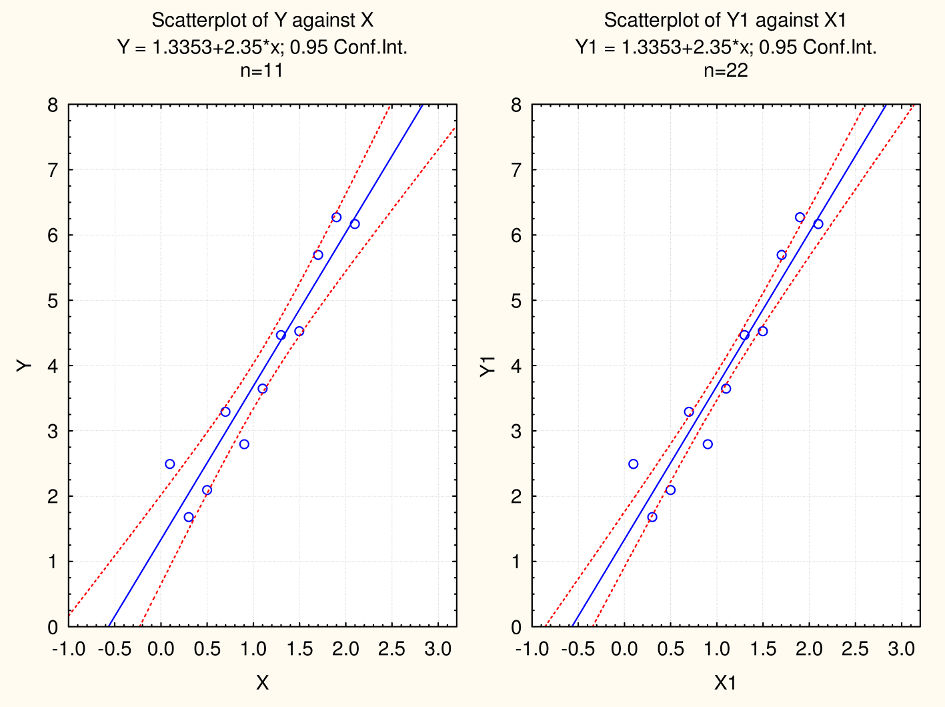 Scatterplot of Y against X
Y = 1.3353+2.35*x; 0.95 Conf.Int.
n=11
8
7
6
5
4
3
2
1
0
Y
-1.0 -0.5 0.0 0.5 1.0 1.5 2.0 2.5 3.0
X
Scatterplot of Y1 against X1
Y1 = 1.3353+2.35*x; 0.95 Conf.Int.
n=22
8
7
6
5
4
3
2
1
0
Y1
-1.0 -0.5 0.0 0.5 1.0 1.5 2.0 2.5 3.0
X1